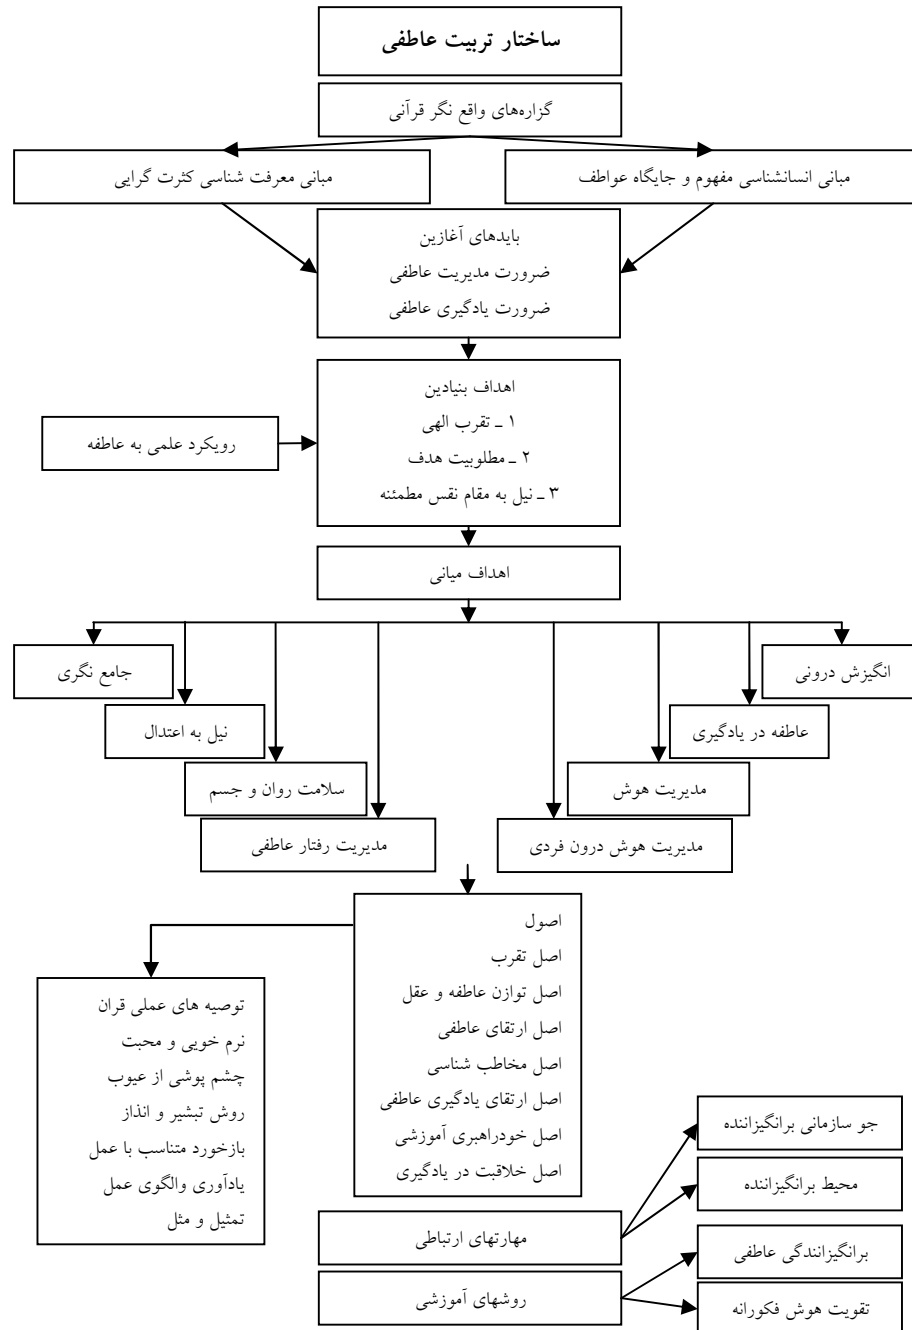 ساختار تربیت عاطفی
گزاره‌های واقع نگر قرآنی
مبانی انسانشناسی مفهوم و جایگاه عواطف
مبانی معرفت شناسی کثرت گرایی
بایدهای آغازین
ضرورت مدیریت عاطفی
ضرورت یادگیری عاطفی
اهداف بنیادین
۱ ـ تقرب الهی
۲ ـ مطلوبیت هدف
۳ ـ نیل به مقام نقس مطمئنه
رویکرد علمی به عاطفه
اهداف میانی
انگیزش درونی
جامع نگری
عاطفه در یادگیری
نیل به اعتدال
مدیریت هوش
سلامت روان و جسم
مدیریت هوش درون فردی
مدیریت رفتار عاطفی
اصول
اصل تقرب
اصل توازن عاطفه و عقل
اصل ارتقای عاطفی
اصل مخاطب شناسی
اصل ارتقای یادگیری عاطفی
اصل خودراهبری آموزشی
اصل خلاقبت در یادگیری
توصیه های عملی قران
نرم خویی و محبت
چشم پوشی از عیوب
روش تبشیر و انذاز
بازخورد متناسب با عمل
یادآوری والگوی عمل
تمثیل و مثل
جو سازمانی برانگیزاننده
محیط برانگیزاننده
مهارتهای ارتباطی
برانگیزانندگی عاطفی
روشهای آموزشی
تقویت هوش فکورانه